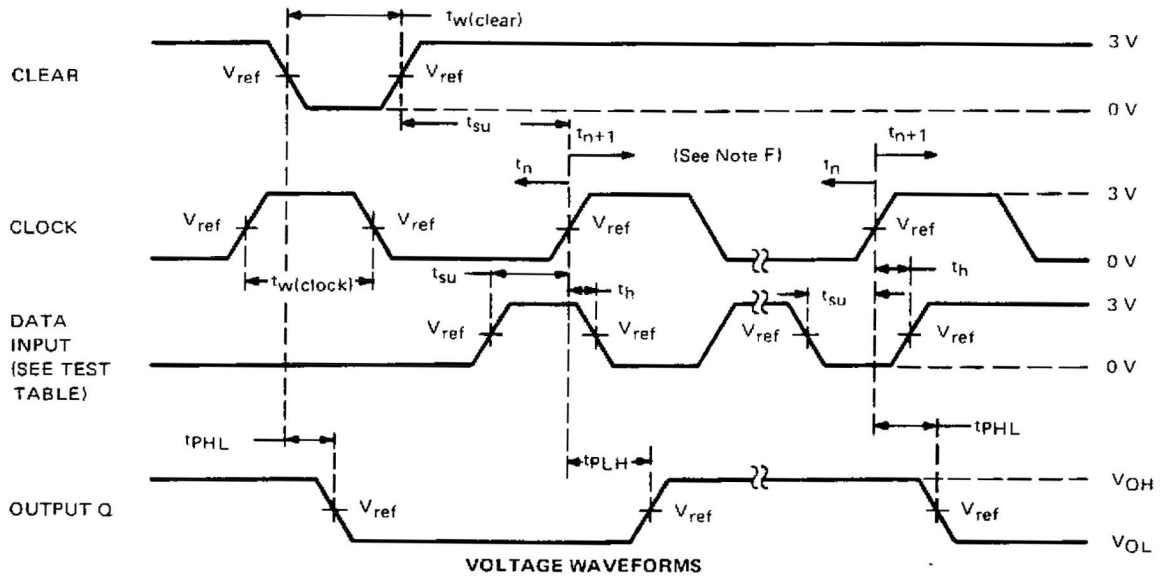 tw(clear)
3 V
CLEAR
Vref
Vref
0 V
tsu
tn+1
(See Note F)
tn+1
tn
tn
3 V
CLOCK
Vref
Vref
Vref
Vref
0 V
tw(clock)
tsu
th
tsu
th
3 V
DATA
INPUT
(SEE TEST
TABLE)
Vref
Vref
Vref
Vref
0 V
tPHL
tPLH
tPHL
VOH
OUTPUT Q
Vref
Vref
Vref
VOL
VOLTAGE WAVEFORMS